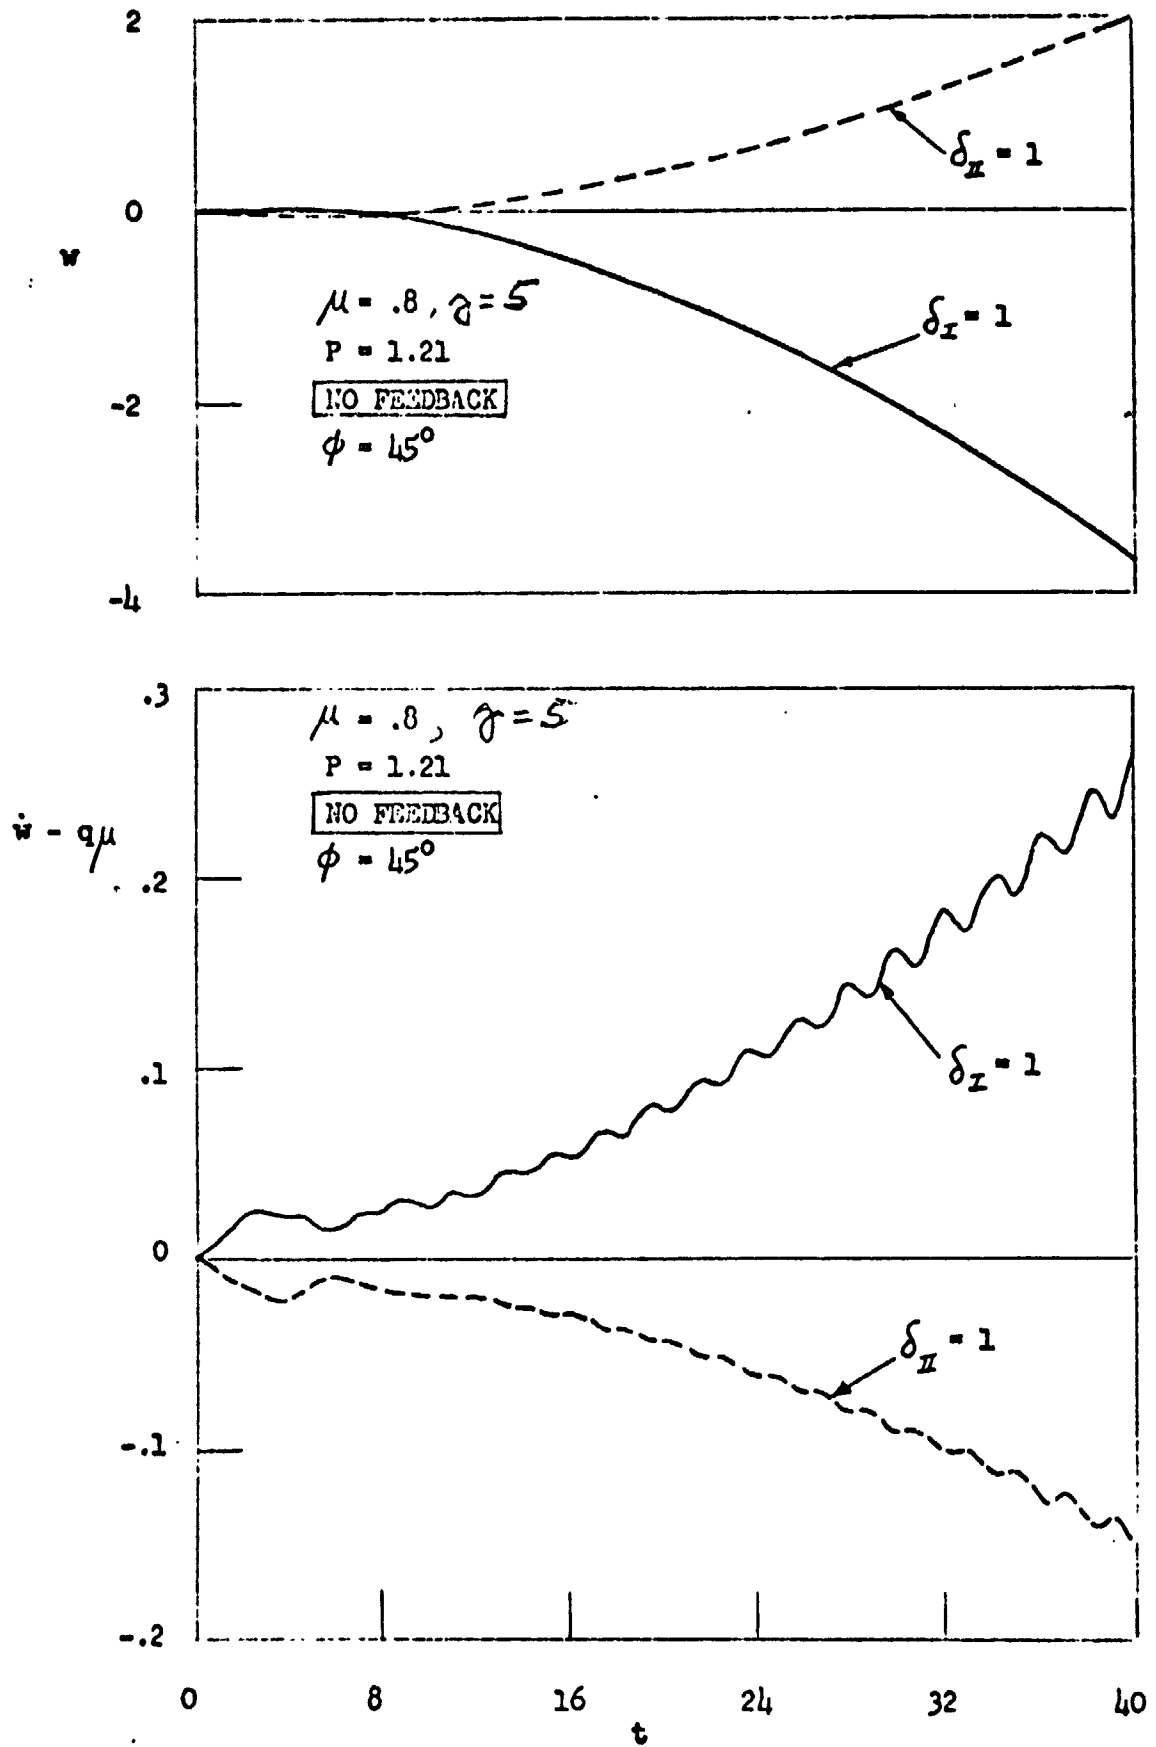 2
δII = 1
0
w
μ = .8, γ = 5
δI = 1
P = 1.21
-2
NO FEEDBACK
φ = 45°
-4
.3
μ = .8, γ = 5
P = 1.21
NO FEEDBACK
ẇ - qμ
φ = 45°
.2
.1
δI = 1
0
δII = 1
-.1
-.2
0 8 16 24 32 40
t